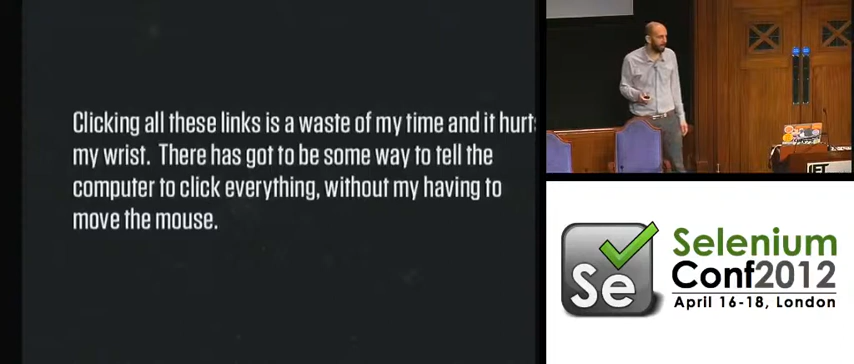 Clicking all these links is a waste of my time and it hurts
my wrist. There has got to be some way to tell the
computer to click everything, without my having to
move the mouse.
IET
Se
Selenium
Conf2012
April 16-18, London